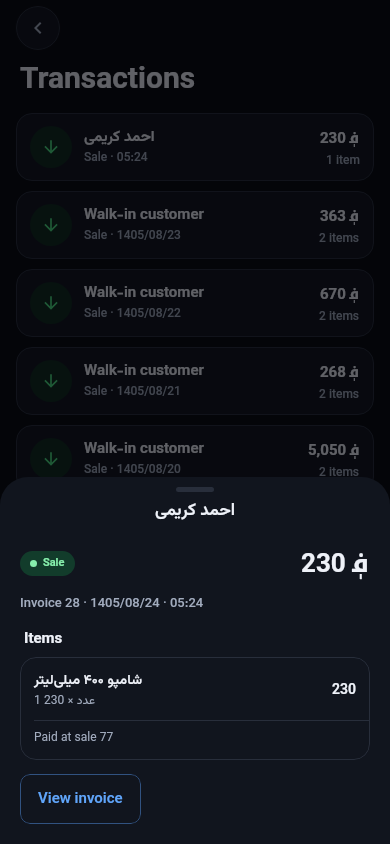 Transactions
احمد کریمی
230 ؋
Sale · 05:24
1 item
Walk-in customer
363 ؋
Sale · 1405/08/23
2 items
Walk-in customer
670 ؋
Sale · 1405/08/22
2 items
Walk-in customer
268 ؋
Sale · 1405/08/21
2 items
Walk-in customer
5,050 ؋
Sale · 1405/08/20
2 items
احمد کریمی
Sale
230 ؋
Invoice 28 · 1405/08/24 · 05:24
Items
شامپو ۴۰۰ میلی‌لیتر
230
1 عدد × 230
Paid at sale 77
View invoice